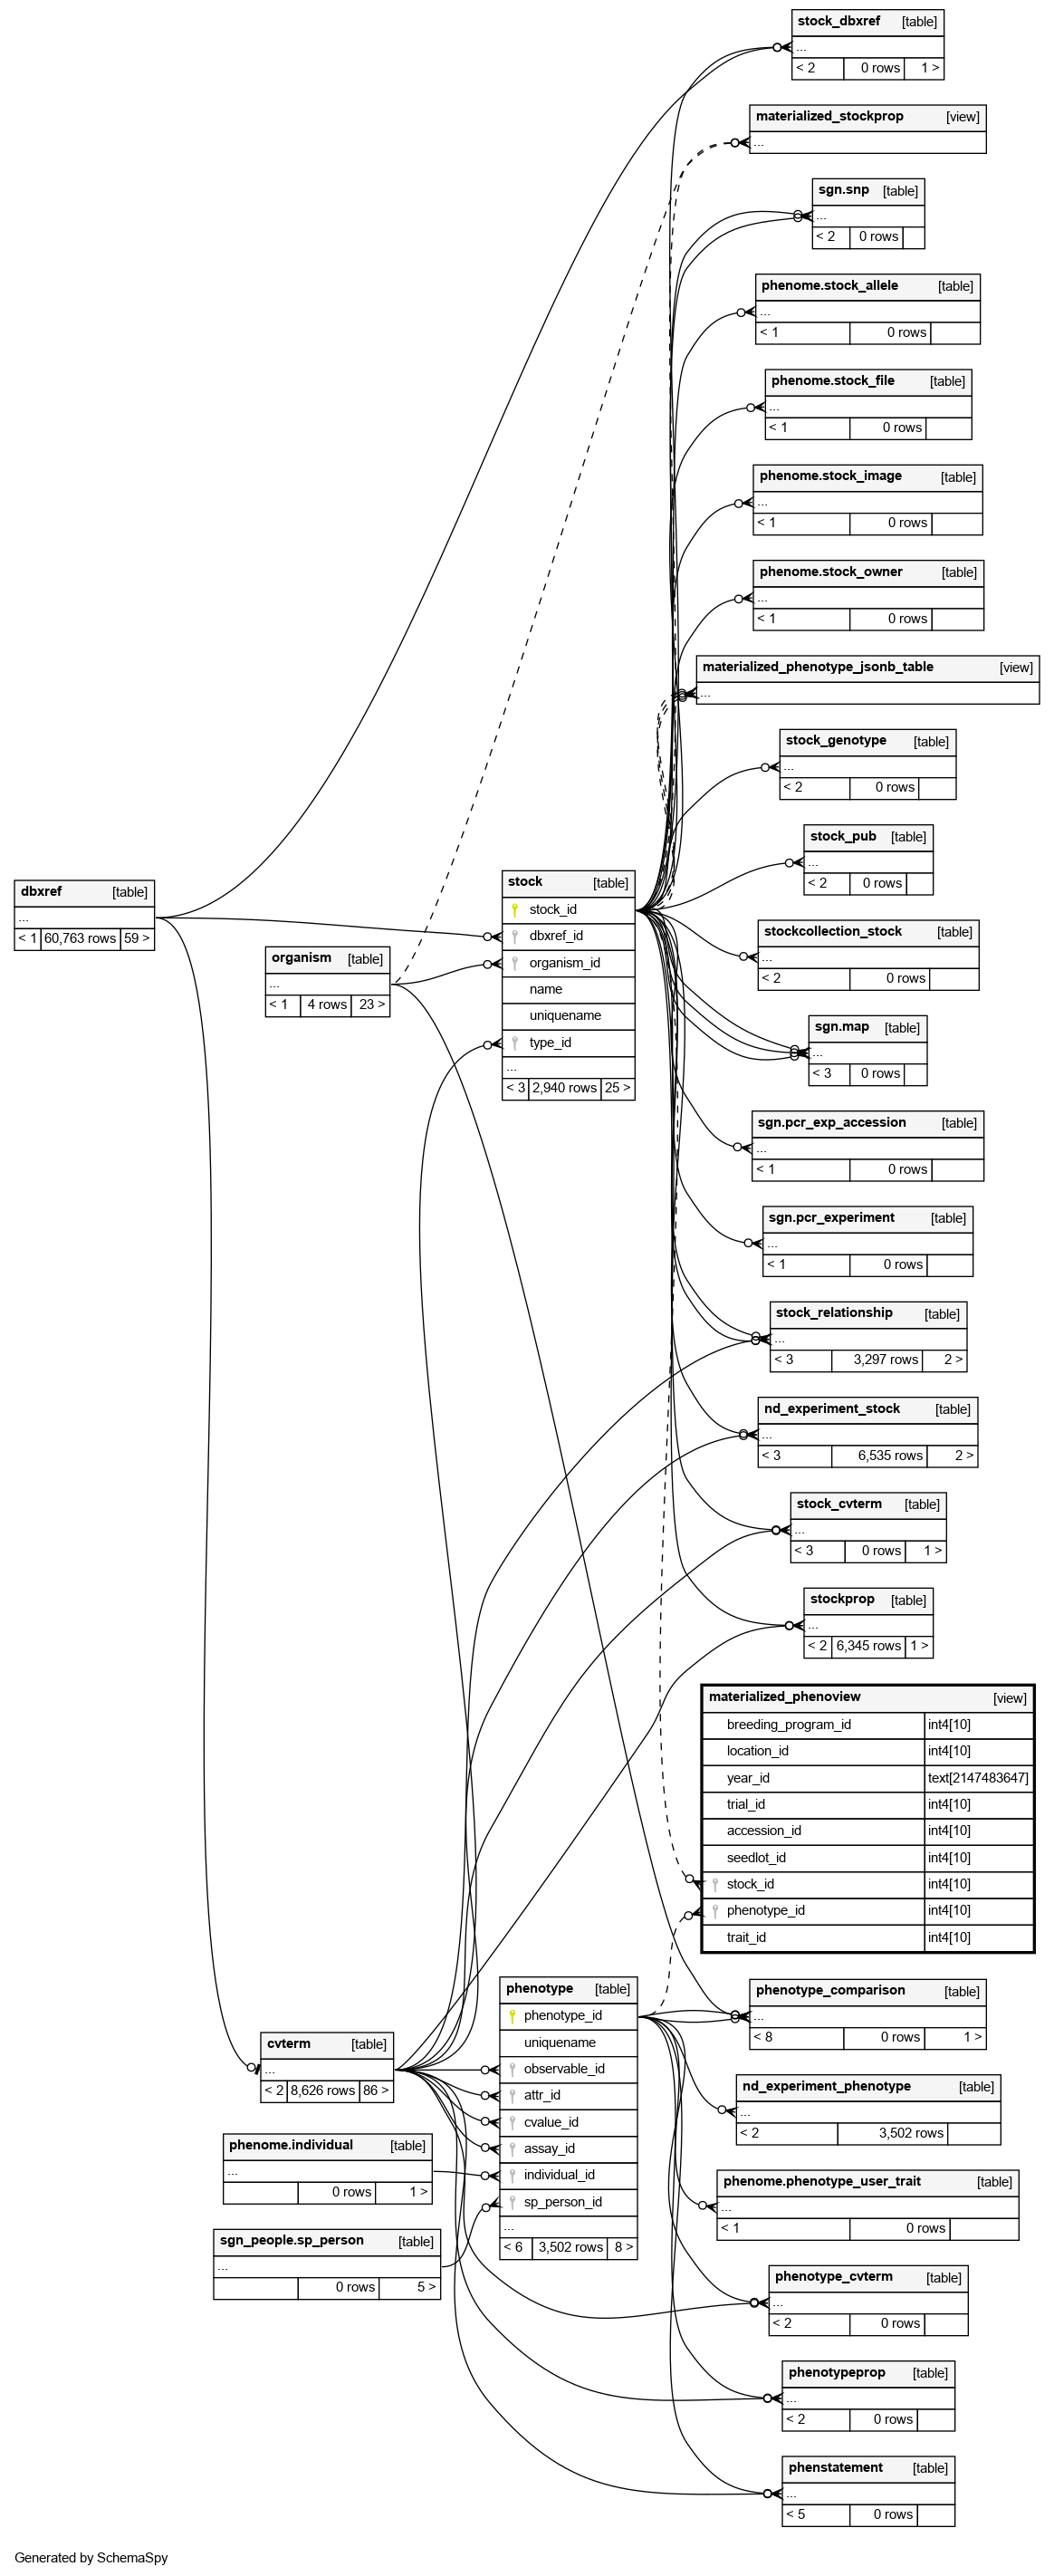 stock_dbxref [table]
...
< 2 0 rows 1 >
materialized_stockprop [view]
...
sgn.snp [table]
...
< 2 0 rows
phenome.stock_allele [table]
...
< 1 0 rows
phenome.stock_file [table]
...
< 1 0 rows
phenome.stock_image [table]
...
< 1 0 rows
phenome.stock_owner [table]
...
< 1 0 rows
materialized_phenotype_jsonb_table [view]
...
stock_genotype [table]
...
< 2 0 rows
stock_pub [table]
...
< 2 0 rows
dbxref [table]
...
< 1 60,763 rows 59 >
organism [table]
...
< 1 4 rows 23 >
stock [table]
stock_id
dbxref_id
organism_id
name
uniquename
type_id
...
< 3 2,940 rows 25 >
stockcollection_stock [table]
...
< 2 0 rows
sgn.map [table]
...
< 3 0 rows
sgn.pcr_exp_accession [table]
...
< 1 0 rows
sgn.pcr_experiment [table]
...
< 1 0 rows
stock_relationship [table]
...
< 3 3,297 rows 2 >
nd_experiment_stock [table]
...
< 3 6,535 rows 2 >
stock_cvterm [table]
...
< 3 0 rows 1 >
stockprop [table]
...
< 2 6,345 rows 1 >
materialized_phenoview [view]
breeding_program_id int4[10]
location_id int4[10]
year_id text[2147483647]
trial_id int4[10]
accession_id int4[10]
seedlot_id int4[10]
stock_id int4[10]
phenotype_id int4[10]
trait_id int4[10]
cvterm [table]
...
< 2 8,626 rows 86 >
phenome.individual [table]
...
0 rows 1 >
sgn_people.sp_person [table]
...
0 rows 5 >
phenotype [table]
phenotype_id
uniquename
observable_id
attr_id
cvalue_id
assay_id
individual_id
sp_person_id
...
< 6 3,502 rows 8 >
phenotype_comparison [table]
...
< 8 0 rows 1 >
nd_experiment_phenotype [table]
...
< 2 3,502 rows
phenome.phenotype_user_trait [table]
...
< 1 0 rows
phenotype_cvterm [table]
...
< 2 0 rows
phenotypeprop [table]
...
< 2 0 rows
phenstatement [table]
...
< 5 0 rows
Generated by SchemaSpy